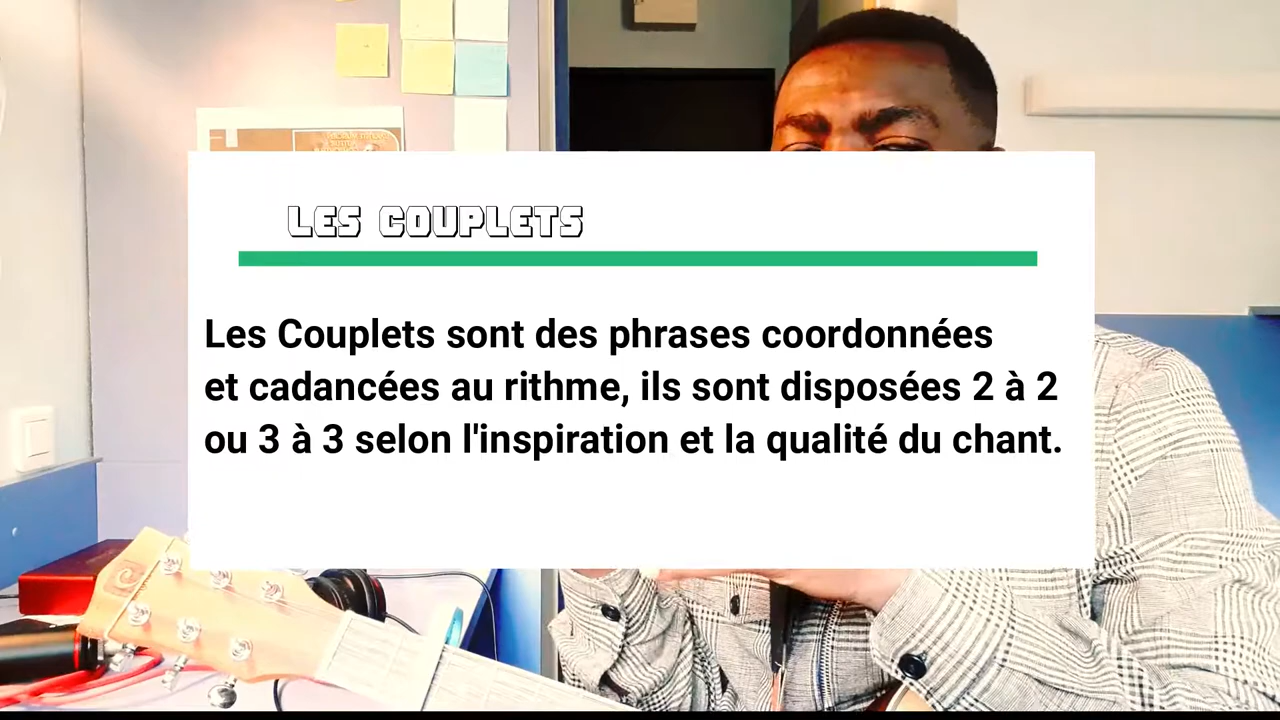 LES COUPLETS
Les Couplets sont des phrases coordonnées
et cadancées au rithme, ils sont disposées 2 à 2
ou 3 à 3 selon l'inspiration et la qualité du chant.